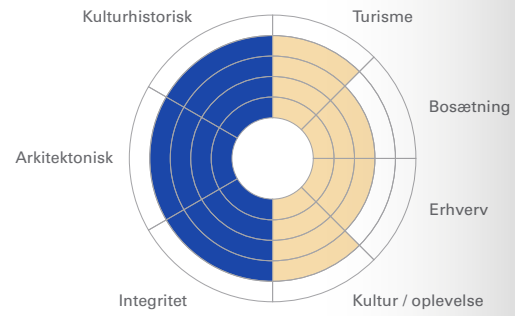 Kulturhistorisk
Turisme
Bosætning
Arkitektonisk
Erhverv
Integritet
Kultur / oplevelse